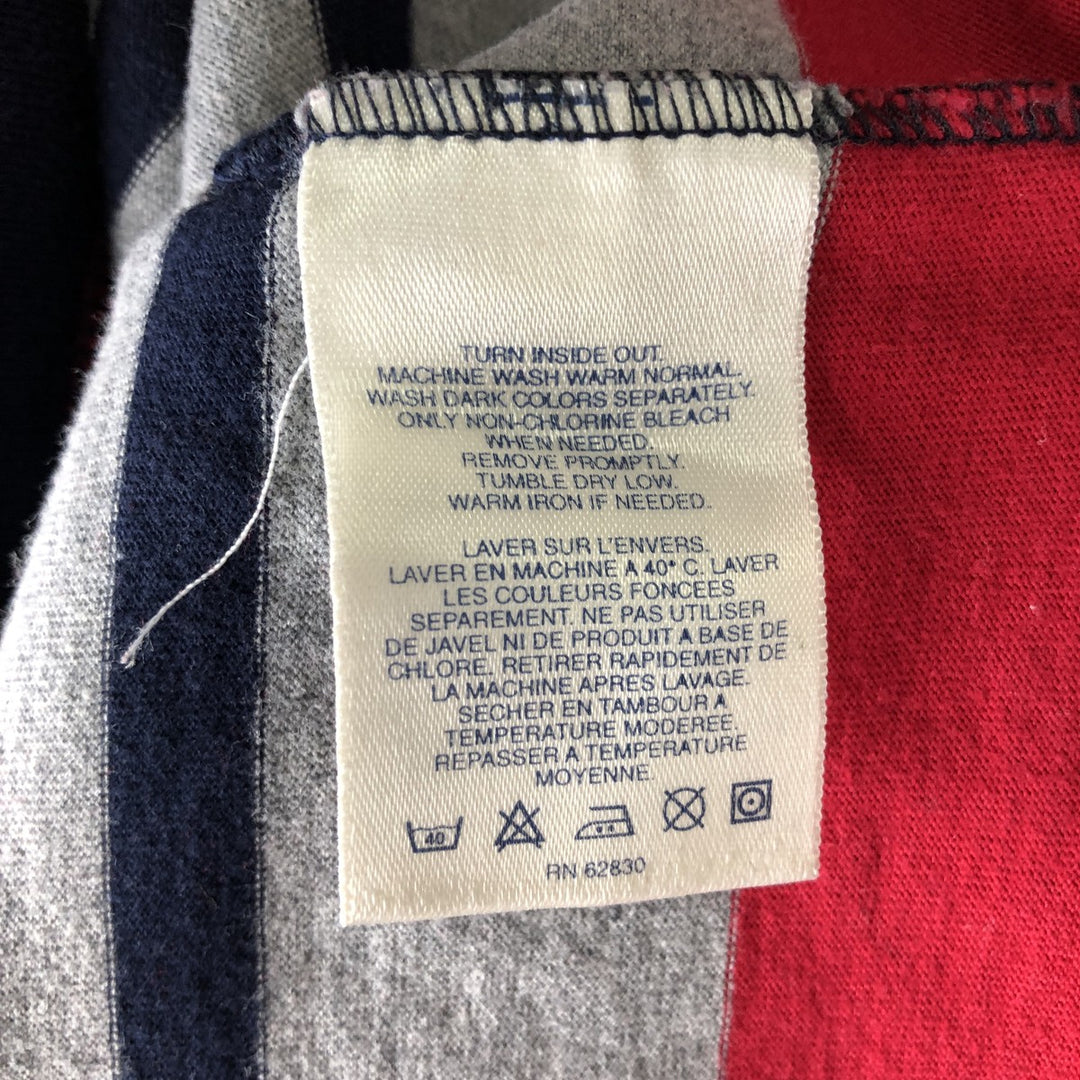 TURN INSIDE OUT.
MACHINE WASH WARM NORMAL.
WASH DARK COLORS SEPARATELY.
ONLY NON-CHLORINE BLEACH
WHEN NEEDED.
REMOVE PROMPTLY.
TUMBLE DRY LOW.
WARM IRON IF NEEDED.
LAVER SUR L'ENVERS.
LAVER EN MACHINE A 40° C. LAVER
LES COULEURS FONCEES
SEPAREMENT. NE PAS UTILISER
DE JAVEL NI DE PRODUIT A BASE DE
CHLORE. RETIRER RAPIDEMENT DE
LA MACHINE APRES LAVAGE.
SECHER EN TAMBOUR A
TEMPERATURE MODEREE.
REPASSER A TEMPERATURE
MOYENNE.
40
RN 62830